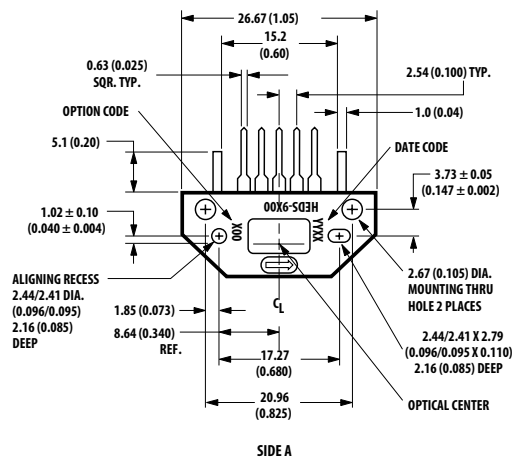 26.67 (1.05)
15.2
(0.60)
0.63 (0.025)
SQR. TYP.
2.54 (0.100) TYP.
OPTION CODE
1.0 (0.04)
5.1 (0.20)
DATE CODE
3.73 ± 0.05
(0.147 ± 0.002)
HEDS-9X00
X00
YYXX
1.02 ± 0.10
(0.040 ± 0.004)
ALIGNING RECESS
2.44/2.41 DIA.
(0.096/0.095)
2.16 (0.085)
DEEP
2.67 (0.105) DIA.
MOUNTING THRU
HOLE 2 PLACES
CL
1.85 (0.073)
8.64 (0.340)
REF.
2.44/2.41 X 2.79
(0.096/0.095 X 0.110)
2.16 (0.085) DEEP
17.27
(0.680)
20.96
(0.825)
OPTICAL CENTER
SIDE A